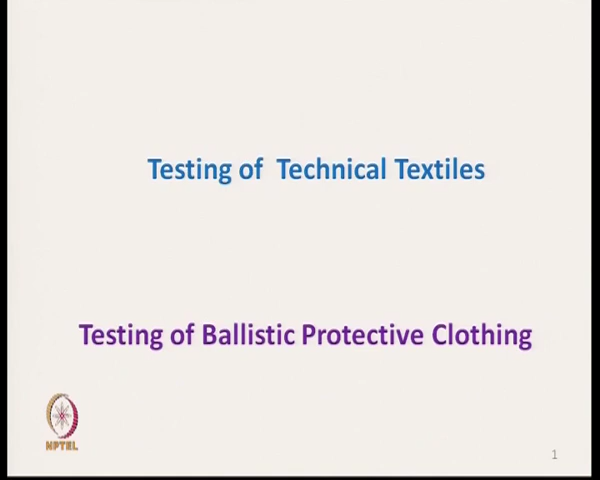 Testing of Technical Textiles
Testing of Ballistic Protective Clothing
NPTEL
1